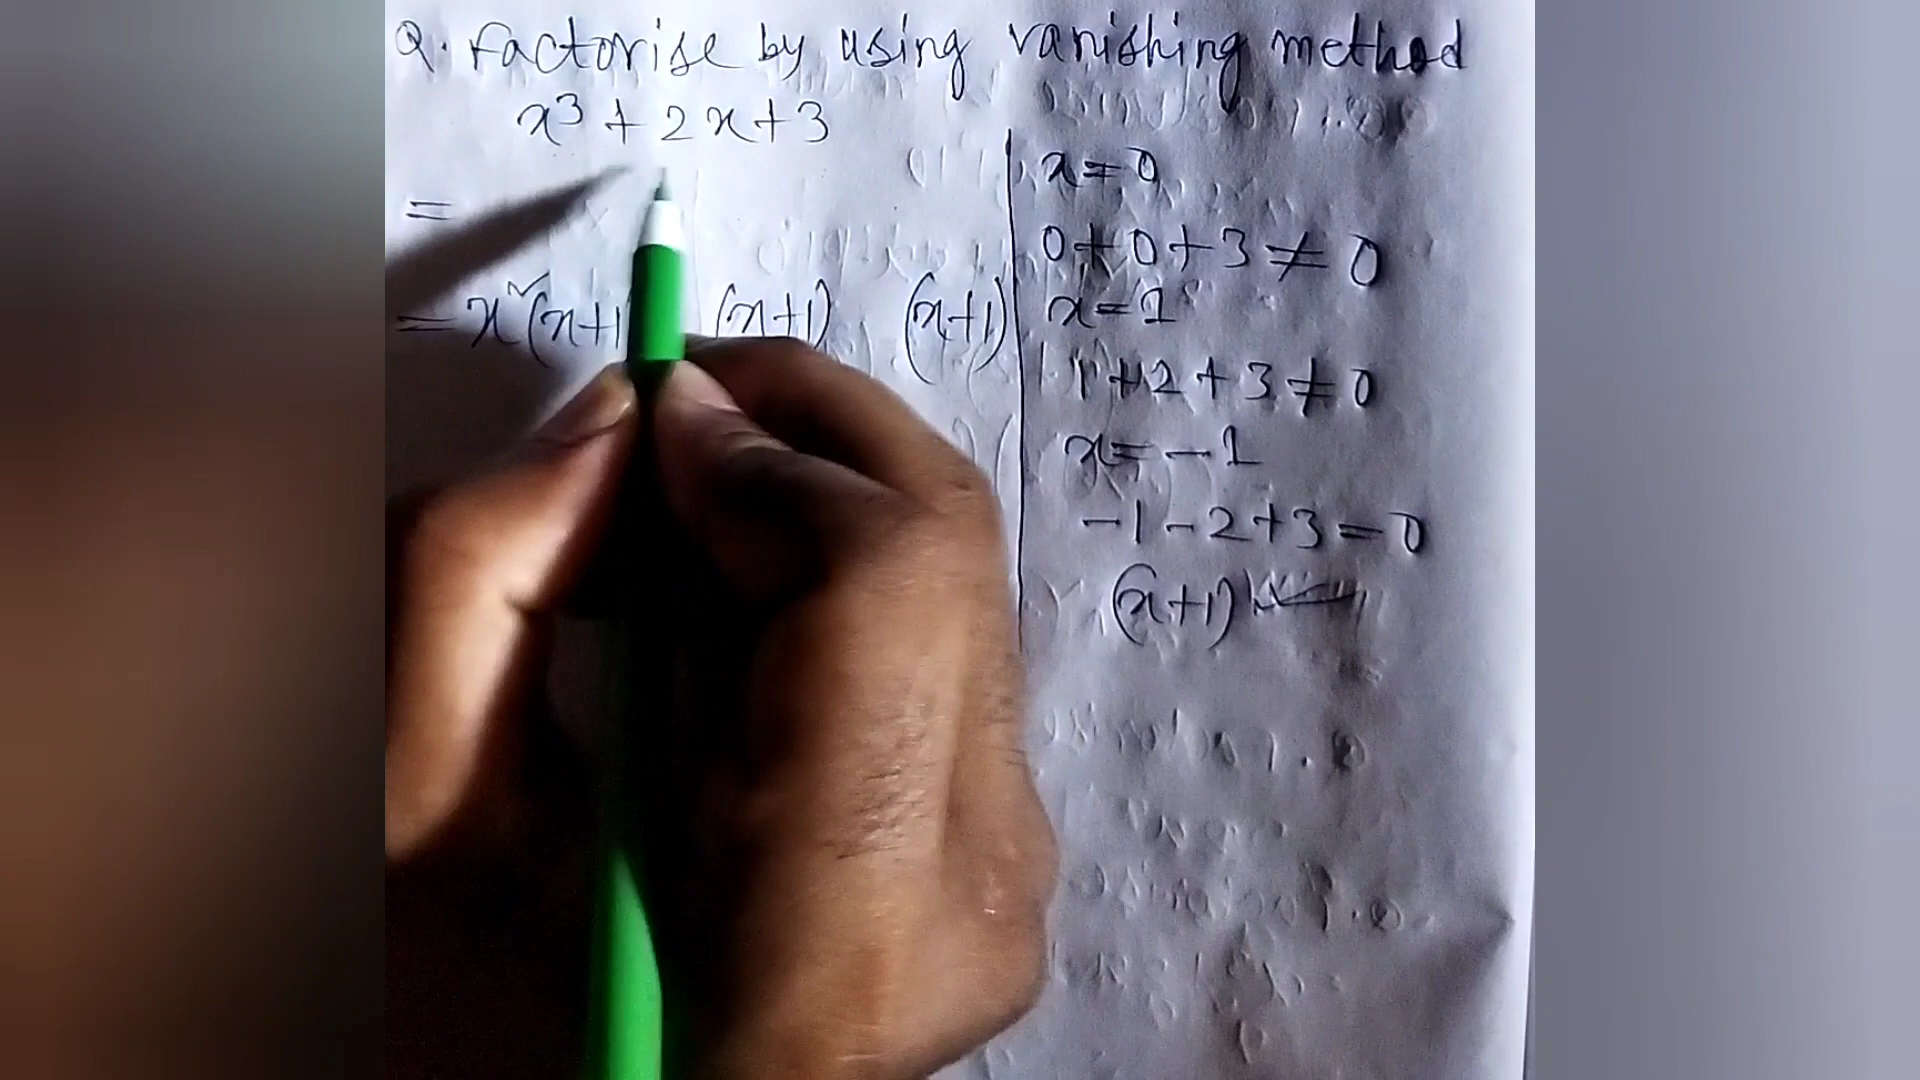 Q. Factorise by using vanishing method
x³ + 2x + 3
=
= x²(x+1) (x+1) (x+1)
x = 0
0 + 0 + 3 ≠ 0
x = 1
1 + 2 + 3 ≠ 0
x = -1
-1 - 2 + 3 = 0
(x+1)